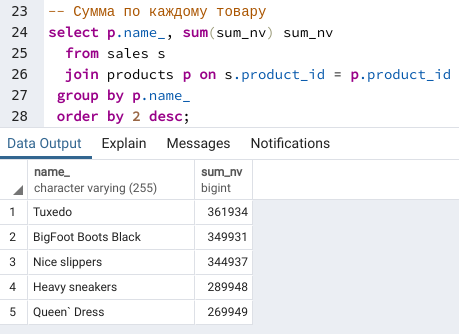 23 -- Сумма по каждому товару
24 select p.name_, sum(sum_nv) sum_nv
25 from sales s
26 join products p on s.product_id = p.product_id
27 group by p.name_
28 order by 2 desc;
Data Output Explain Messages Notifications
name_ sum_nv
character varying (255) bigint
1 Tuxedo 361934
2 BigFoot Boots Black 349931
3 Nice slippers 344937
4 Heavy sneakers 289948
5 Queen` Dress 269949